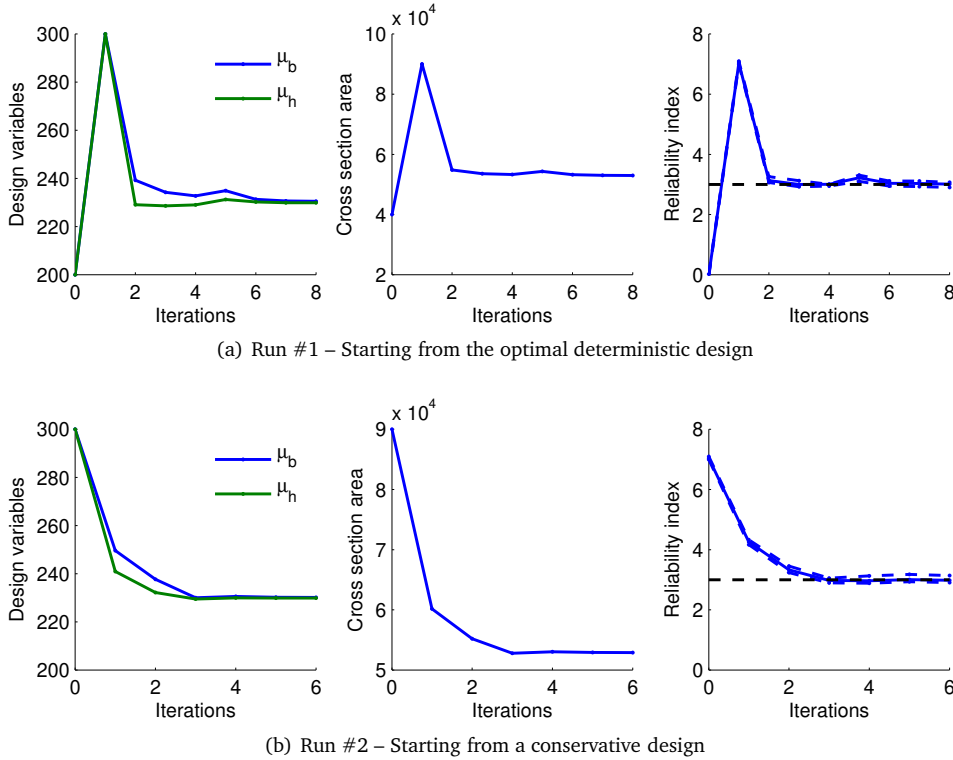 Design variables
300
280
260
240
220
200
0 2 4 6 8
Iterations
μ_b
μ_h
x 10^4
Cross section area
10
8
6
4
2
0 2 4 6 8
Iterations
Reliability index
8
6
4
2
0
0 2 4 6 8
Iterations
(a) Run #1 – Starting from the optimal deterministic design
Design variables
300
280
260
240
220
200
0 2 4 6
Iterations
μ_b
μ_h
x 10^4
Cross section area
9
8
7
6
5
0 2 4 6
Iterations
Reliability index
8
6
4
2
0
0 2 4 6
Iterations
(b) Run #2 – Starting from a conservative design